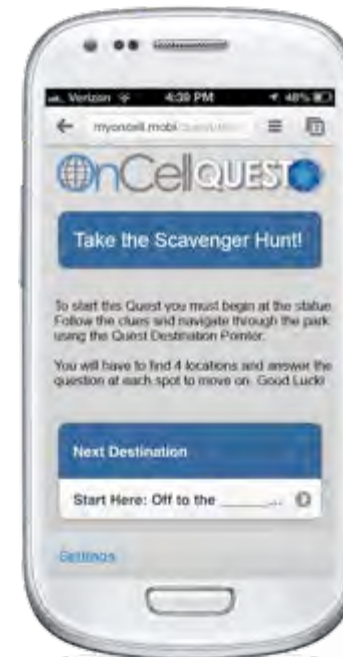 Verizon 4:39 PM 48%
myoncell.mobi
OnCellQUEST
Take the Scavenger Hunt!
To start this Quest you must begin at the statue
Follow the clues and navigate through the park
using the Quest Destination Pointer.
You will have to find 4 locations and answer the
question at each spot to move on. Good Luck!
Next Destination
Start Here: Off to the ______...
Settings